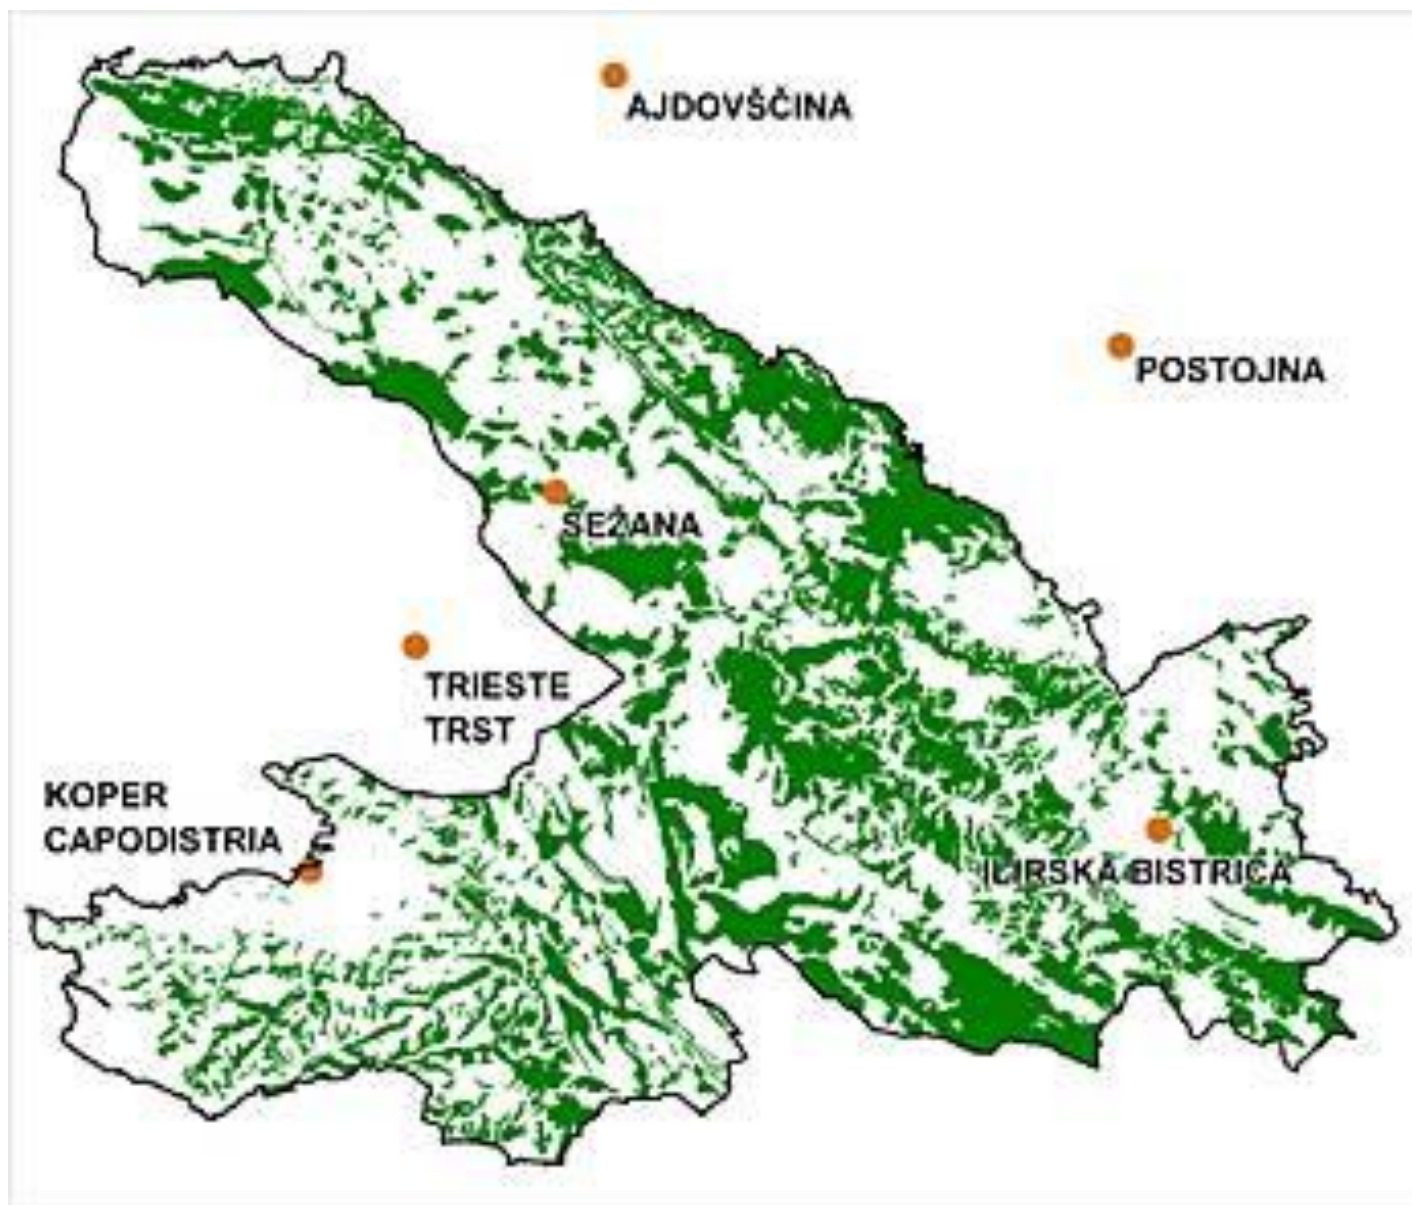 AJDOVŠČINA
POSTOJNA
SEŽANA
TRIESTE
TRST
KOPER
CAPODISTRIA
ILIRSKA BISTRICA